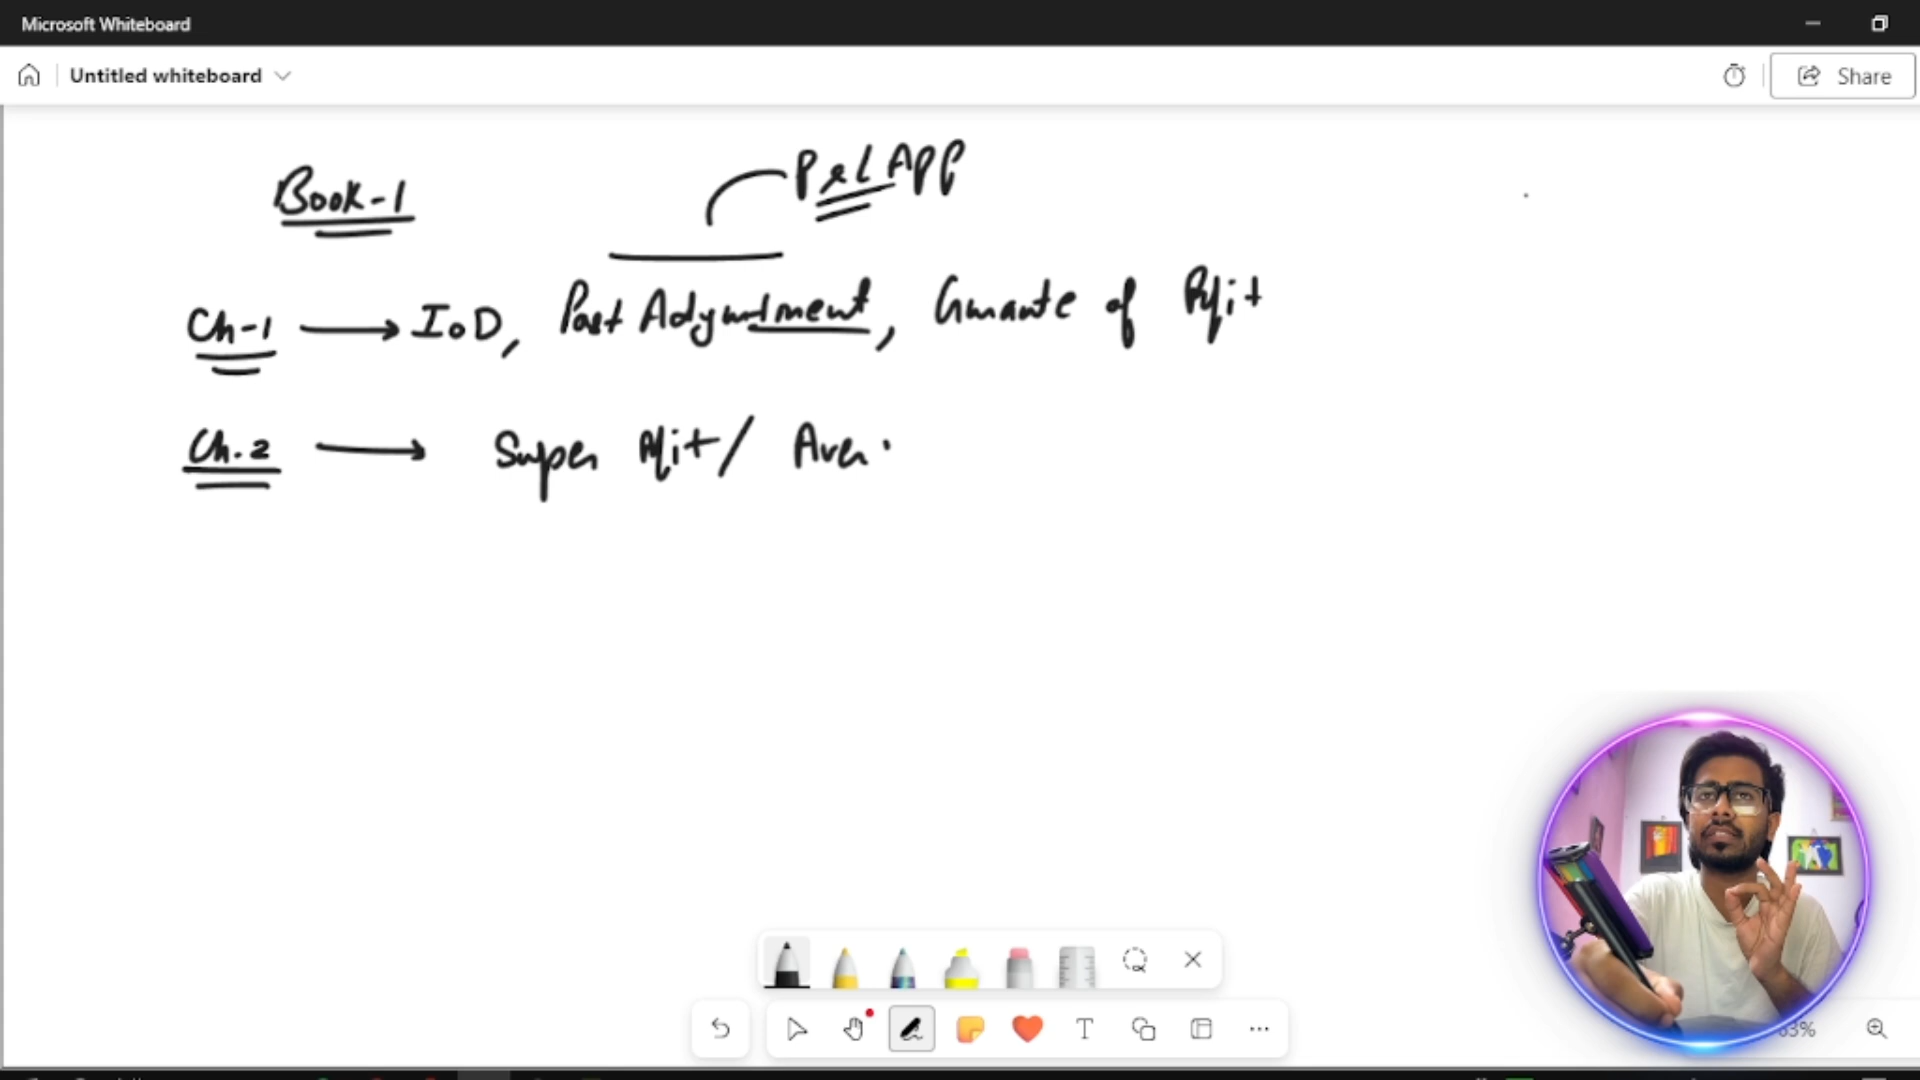 Microsoft Whiteboard
Untitled whiteboard
Share
Book-1
P&L APP
Ch-1 → IoD, Past Adjustment, Guarantee of Profit
Ch.2 → Super Profit/ Aver.